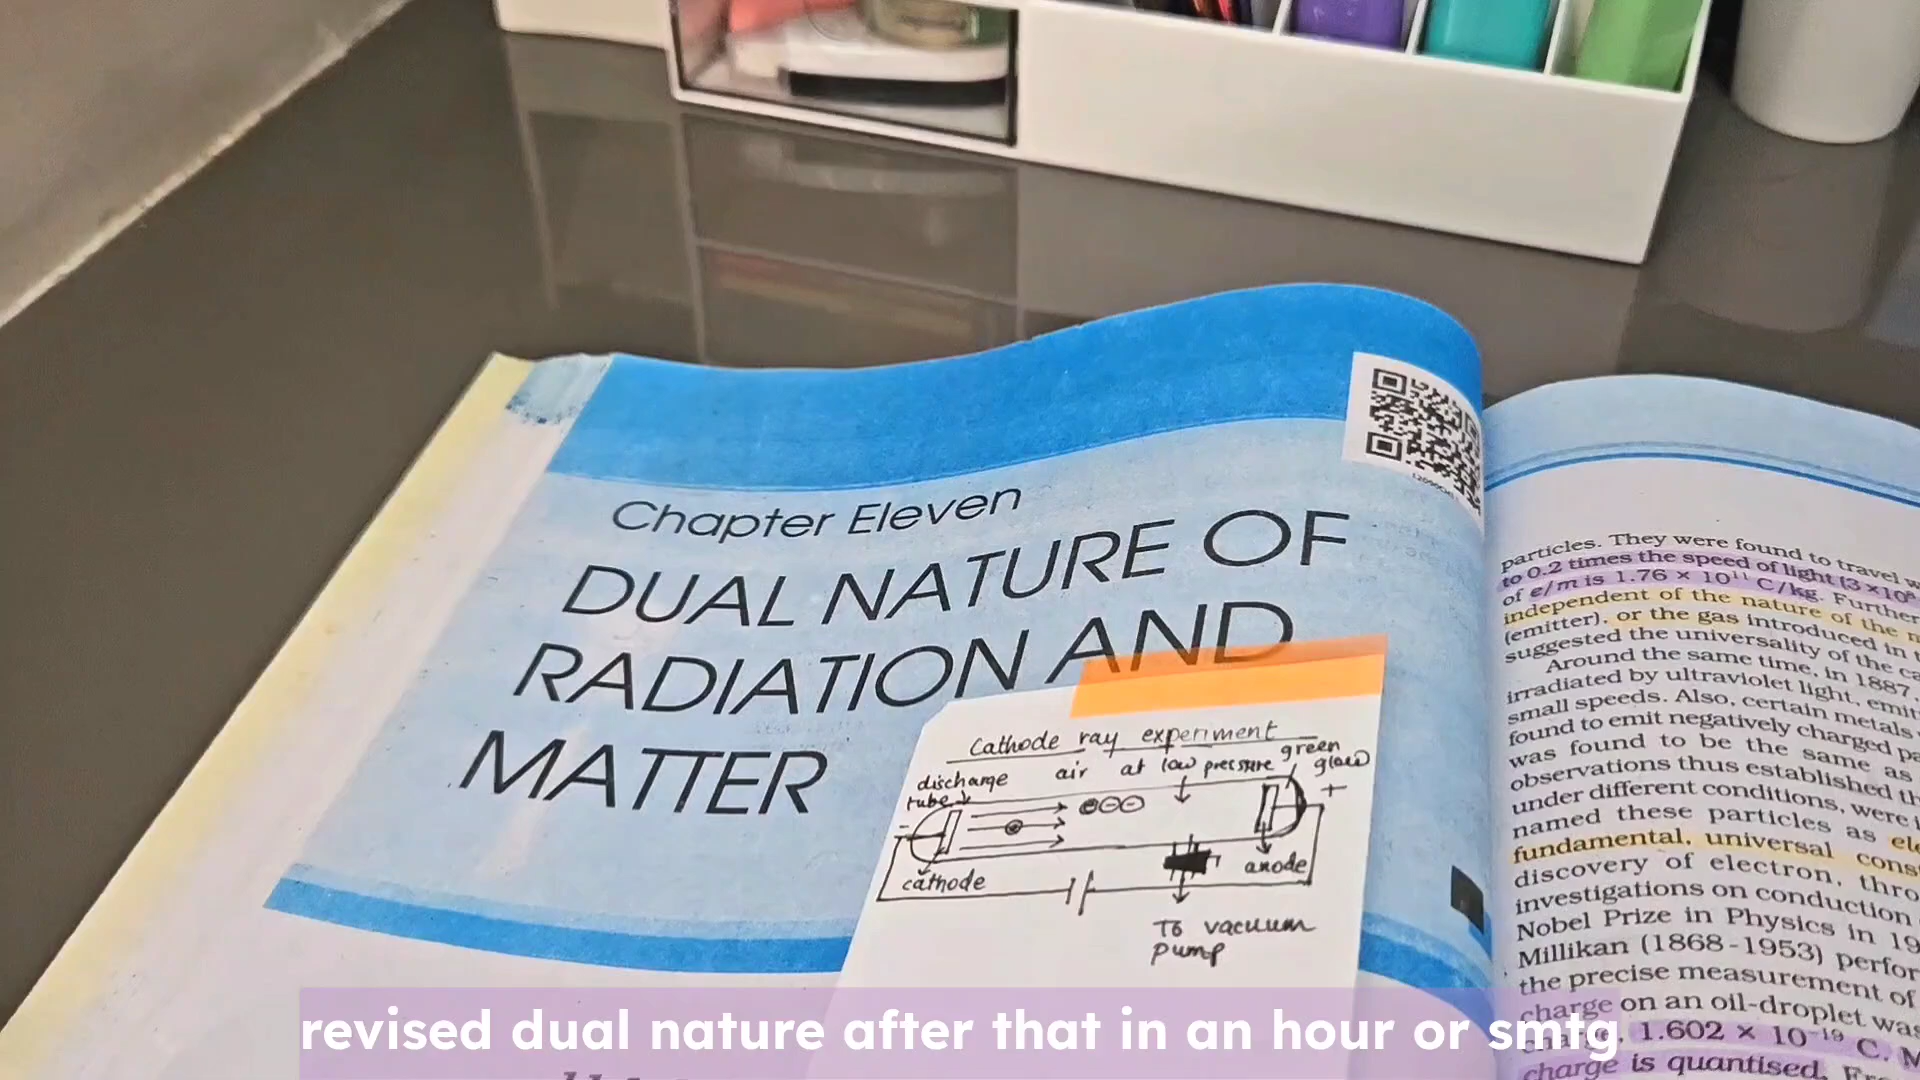 Chapter Eleven
DUAL NATURE OF
RADIATION AND
MATTER
Cathode ray experiment
discharge
tube
air at low pressure
green
glow
+
-
cathode
anode
To vacuum
pump
particles. They were found to travel
to 0.2 times the speed of light (3 ×10⁸
of e/m is 1.76 × 10¹¹ C/kg. Further
independent of the nature of the
(emitter), or the gas introduced in
suggested the universality of the
Around the same time, in 1887,
irradiated by ultraviolet light,
small speeds. Also, certain metals
found to emit negatively charged
was found to be the same as
observations thus established
under different conditions, were
named these particles as
fundamental, universal
discovery of electron,
investigations on conduction
Nobel Prize in Physics in
Millikan (1868-1953)
the precise measurement of
charge on an oil-droplet was
1.602 × 10⁻¹⁹ C.
charge is quantised.
revised dual nature after that in an hour or smtg